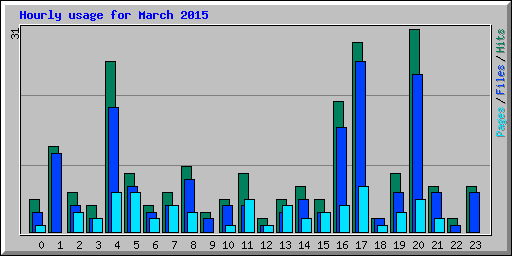 Hourly usage for March 2015
31
Pages/Files/Hits
0 1 2 3 4 5 6 7 8 9 10 11 12 13 14 15 16 17 18 19 20 21 22 23